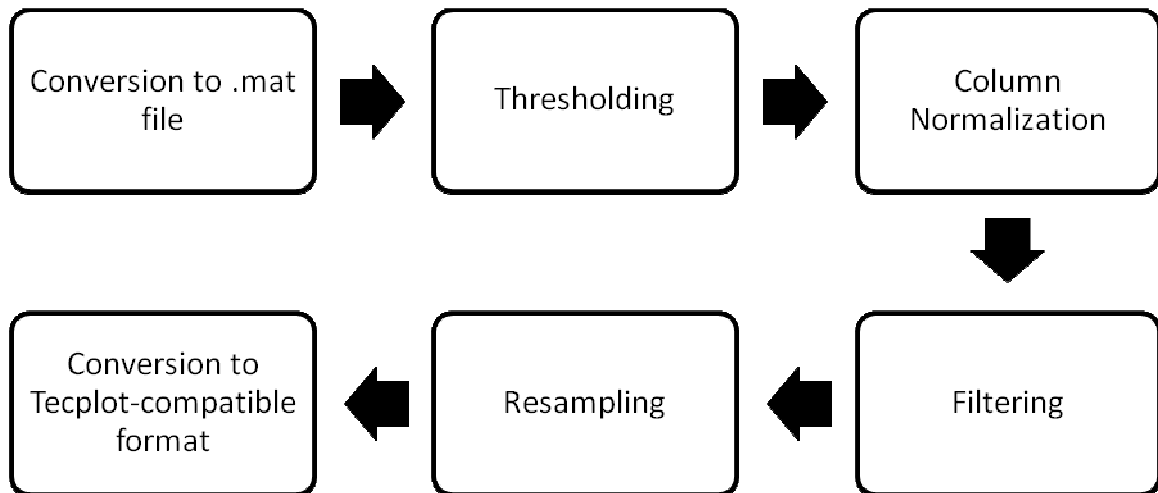 Conversion to .mat
file
Thresholding
Column
Normalization
Filtering
Resampling
Conversion to
Tecplot-compatible
format